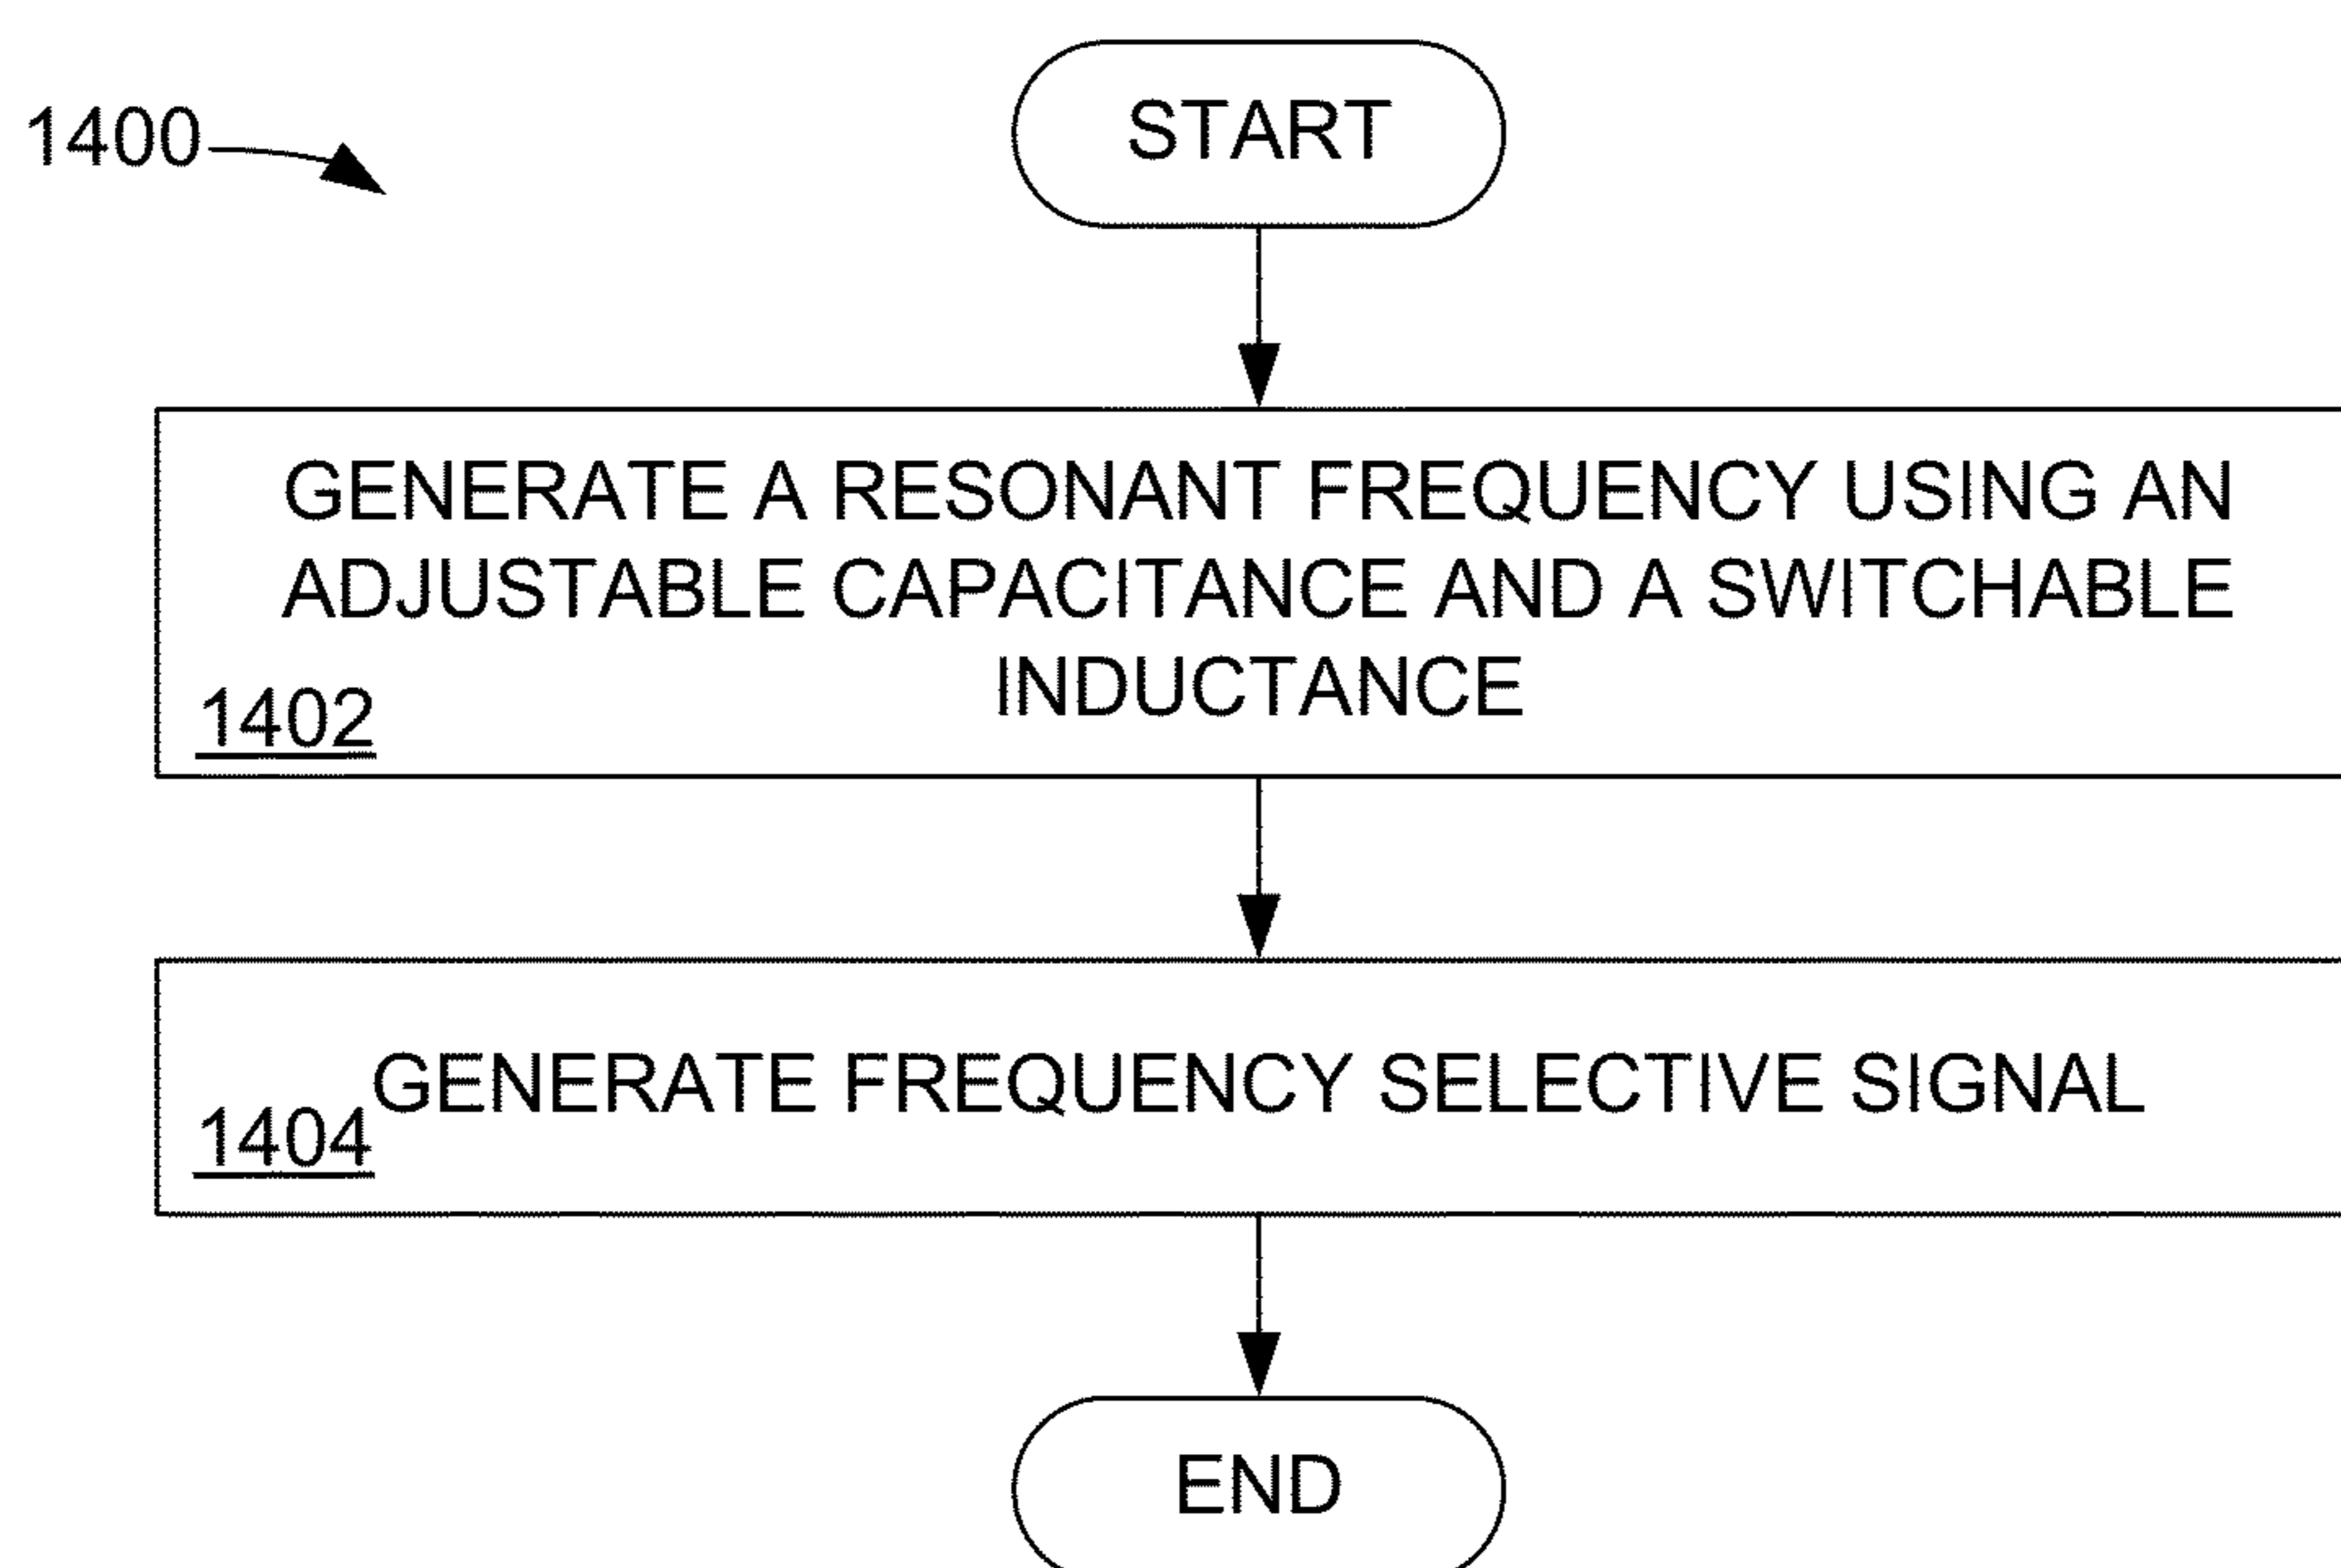 1400
START
GENERATE A RESONANT FREQUENCY USING AN
ADJUSTABLE CAPACITANCE AND A SWITCHABLE
INDUCTANCE
1402
GENERATE FREQUENCY SELECTIVE SIGNAL
1404
END